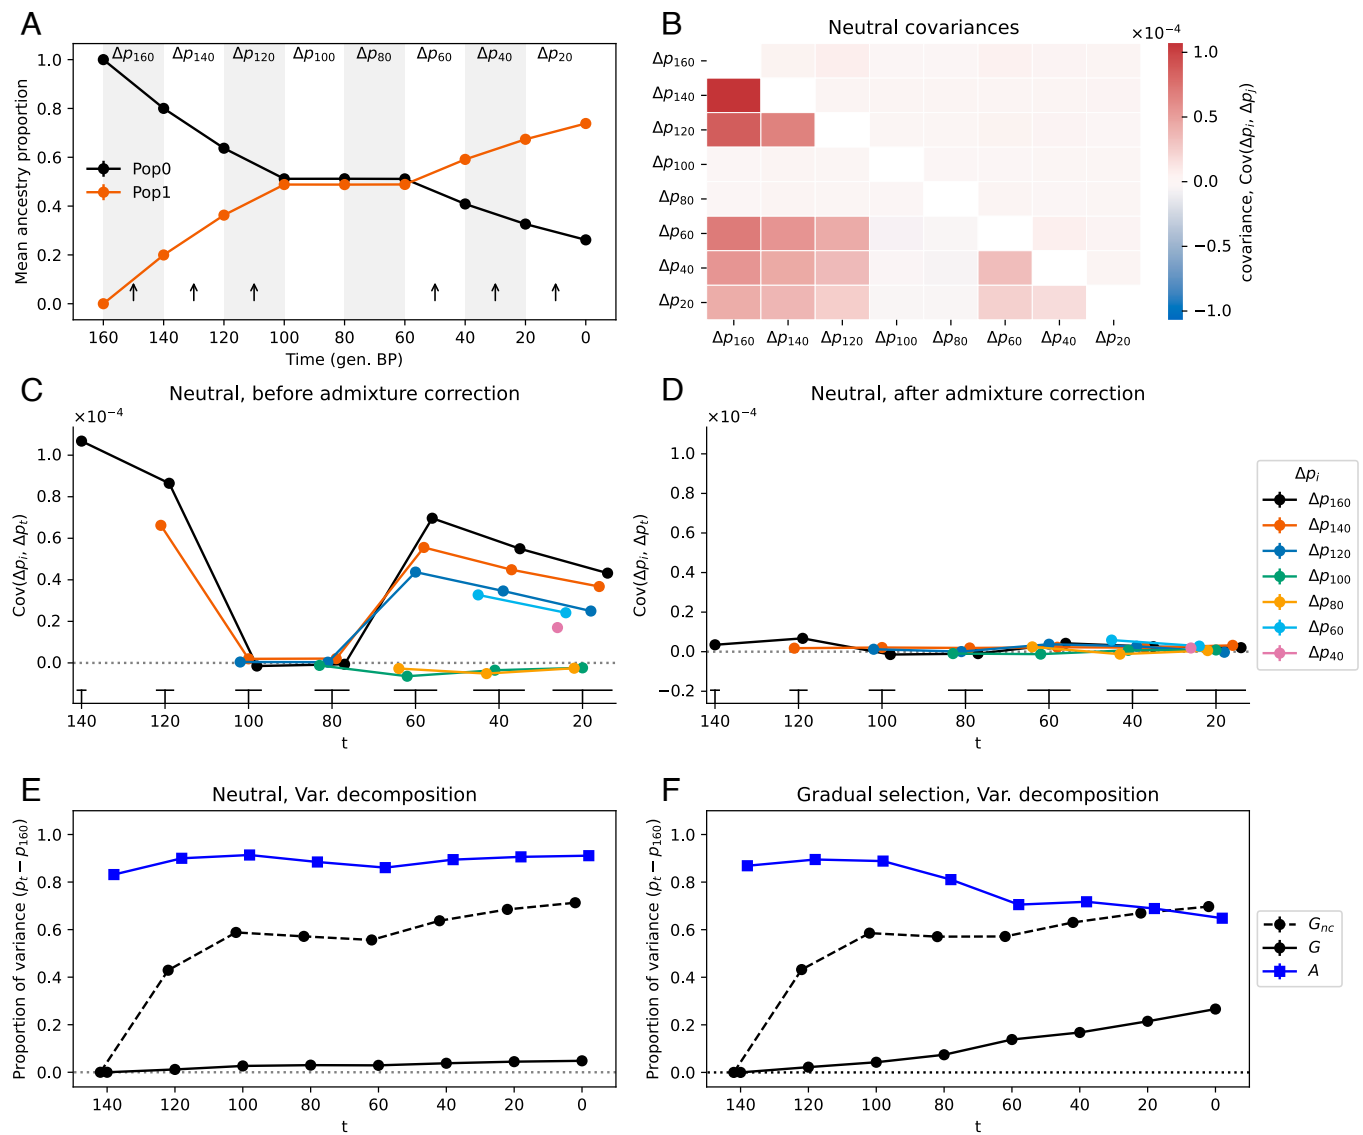 A
Δp160 Δp140 Δp120 Δp100 Δp80 Δp60 Δp40 Δp20
1.0
0.8
0.6
0.4
0.2
0.0
Mean ancestry proportion
Pop0
Pop1
160 140 120 100 80 60 40 20 0
Time (gen. BP)
B
Neutral covariances
×10−4
Δp160
Δp140
Δp120
Δp100
Δp80
Δp60
Δp40
Δp20
Δp160 Δp140 Δp120 Δp100 Δp80 Δp60 Δp40 Δp20
1.0
0.5
0.0
−0.5
−1.0
covariance, Cov(Δpi, Δpj)
C
Neutral, before admixture correction
×10−4
1.0
0.8
0.6
0.4
0.2
0.0
Cov(Δpi, Δpt)
140 120 100 80 60 40 20
t
D
Neutral, after admixture correction
×10−4
1.0
0.8
0.6
0.4
0.2
0.0
−0.2
Cov(Δpi, Δpt)
140 120 100 80 60 40 20
t
Δpi
Δp160
Δp140
Δp120
Δp100
Δp80
Δp60
Δp40
E
Neutral, Var. decomposition
1.0
0.8
0.6
0.4
0.2
0.0
Proportion of variance (pt − p160)
140 120 100 80 60 40 20 0
t
F
Gradual selection, Var. decomposition
1.0
0.8
0.6
0.4
0.2
0.0
Proportion of variance (pt − p160)
140 120 100 80 60 40 20 0
t
Gnc
G
A